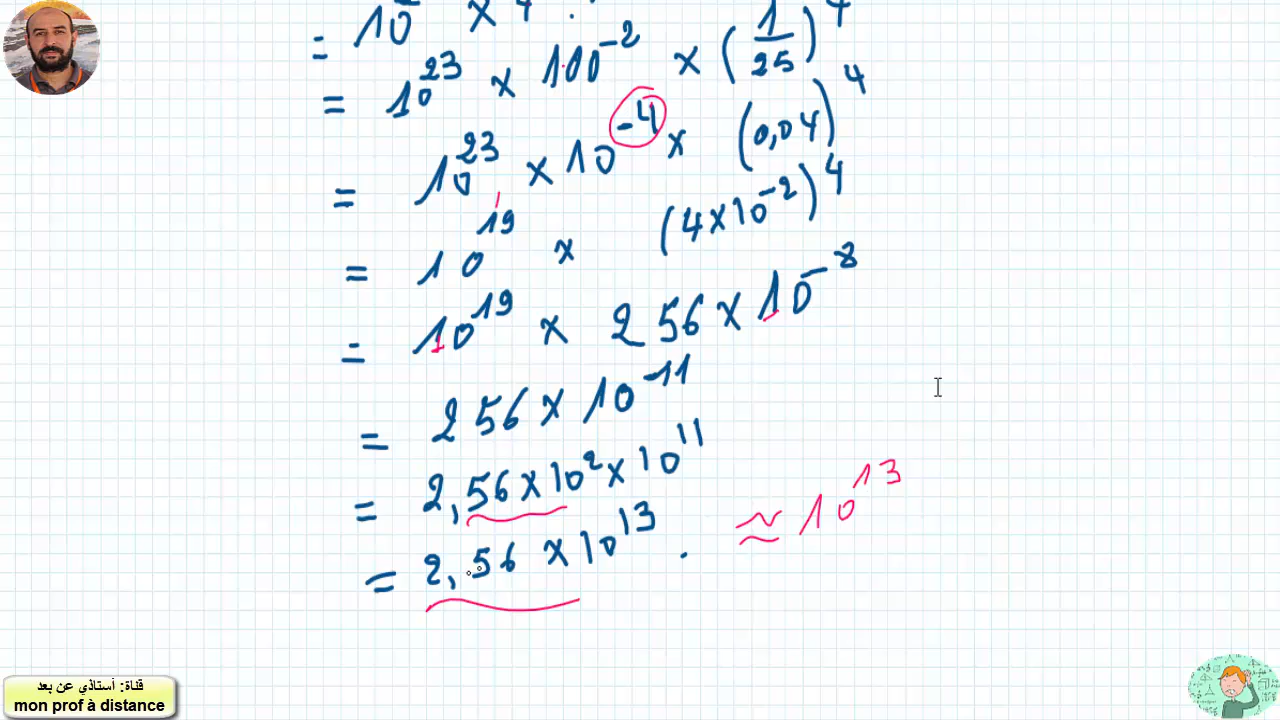 = 10 × 4
= 10^23 × 100^-2 × (1/25)^4
= 10^23 × 10^-4 × (0,04)^4
= 10^19 × (4×10^-2)^4
= 10^19 × 256 × 10^-8
= 256 × 10^-11
= 2,56 × 10^2 × 10^11
= 2,56 × 10^13 . ≈ 10^13
قناة: أستاذي عن بعد
mon prof à distance